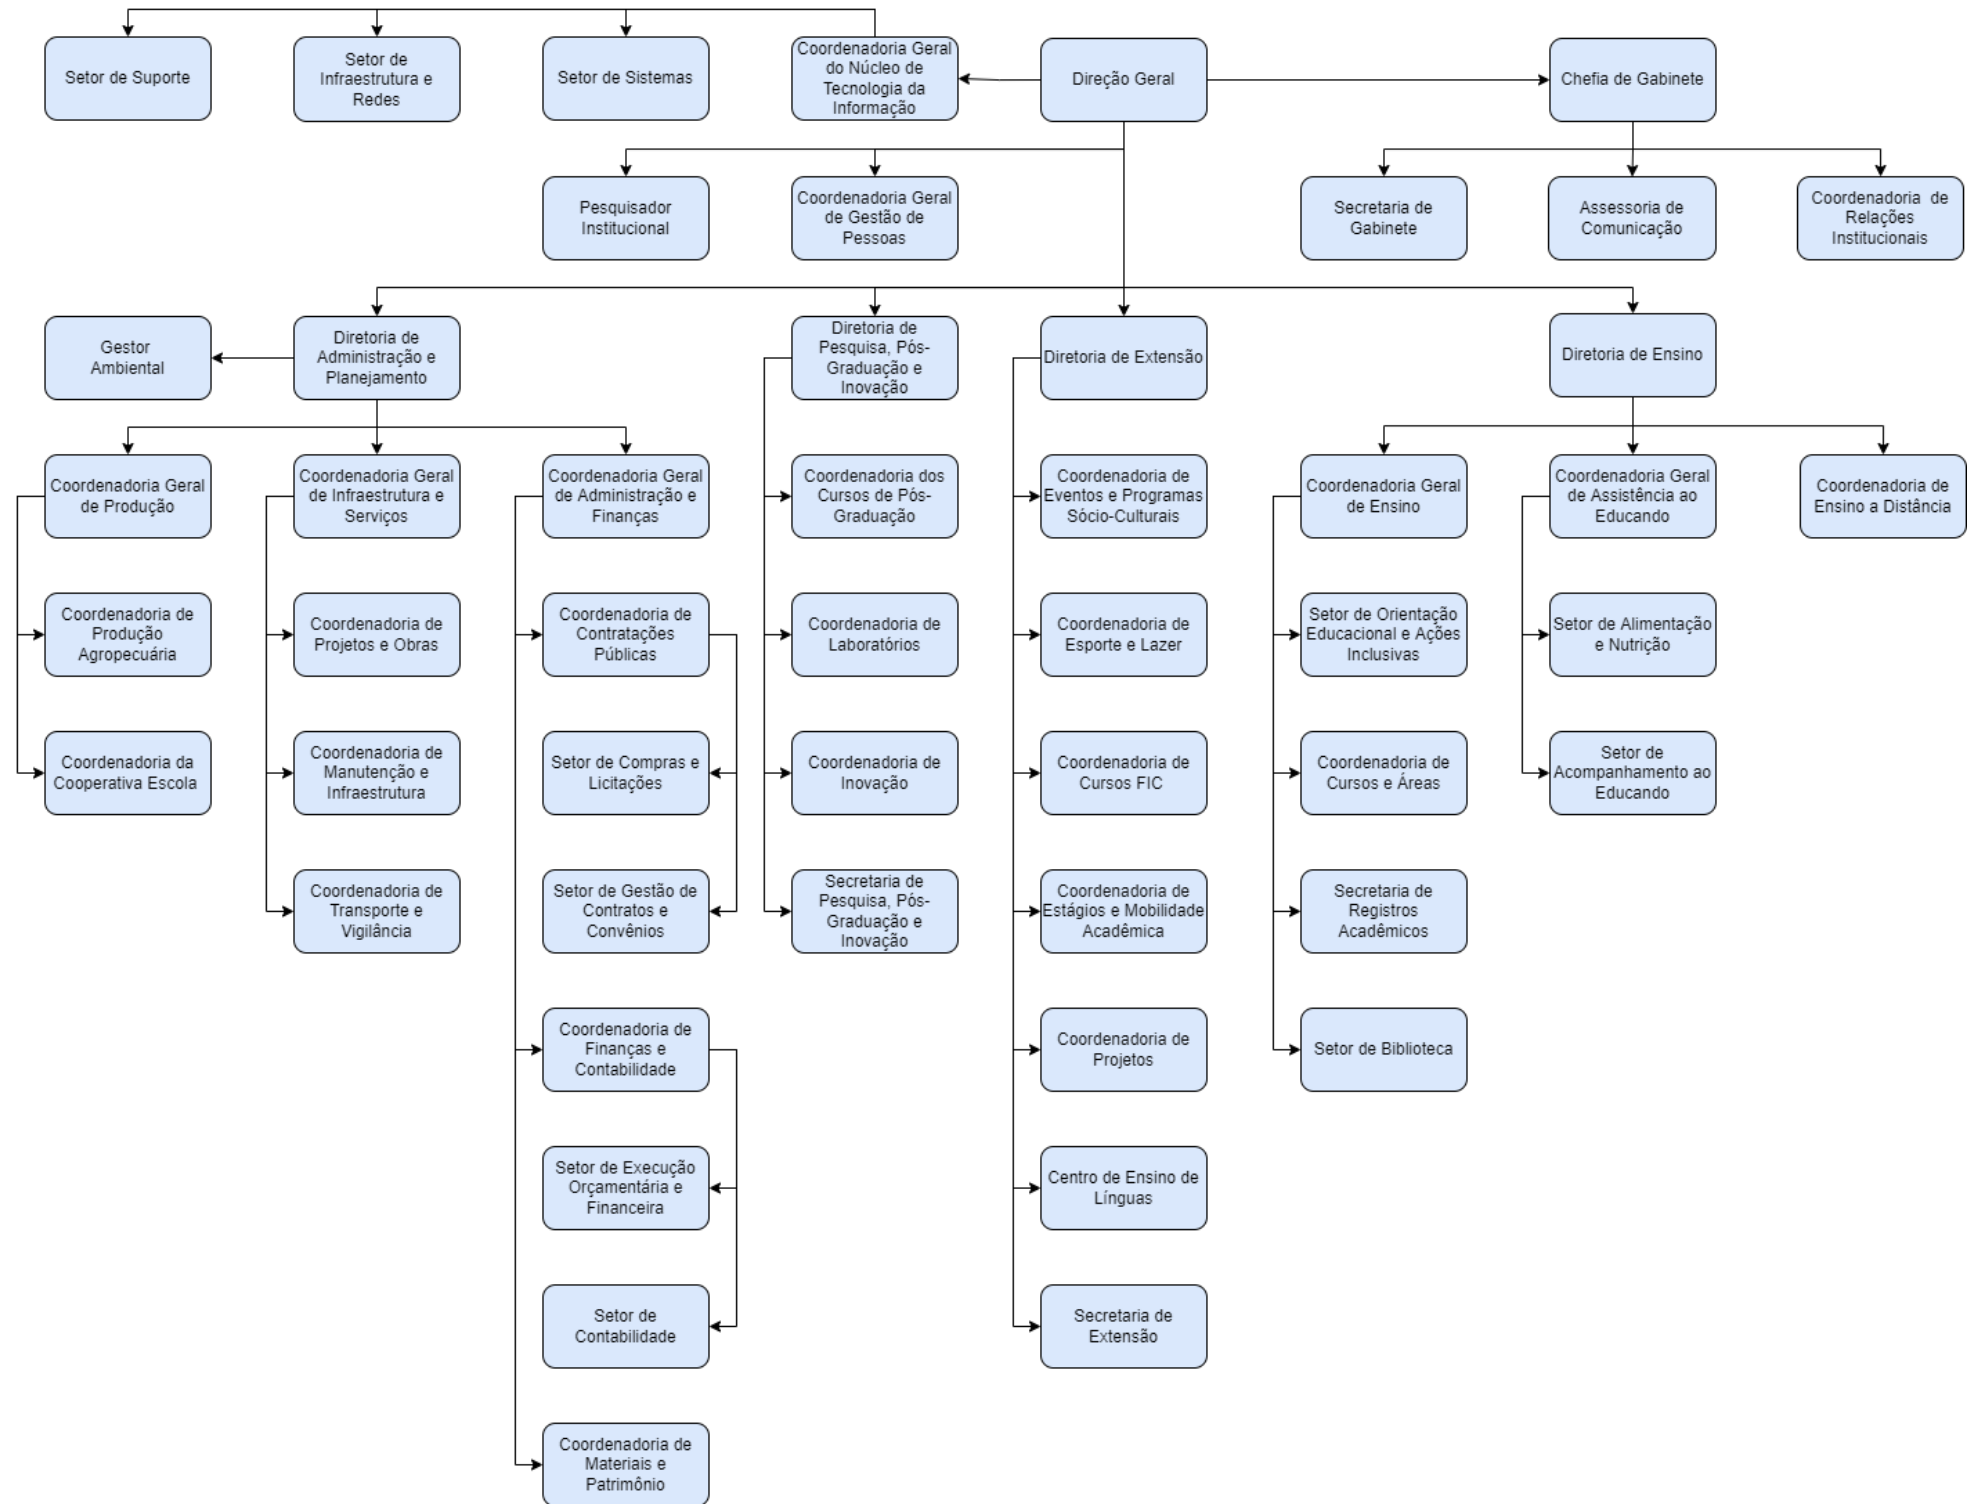 Setor de Suporte
Setor de
Infraestrutura e
Redes
Setor de Sistemas
Coordenadoria Geral
do Núcleo de
Tecnologia da
Informação
Direção Geral
Chefia de Gabinete
Pesquisador
Institucional
Coordenadoria Geral
de Gestão de
Pessoas
Secretaria de
Gabinete
Assessoria de
Comunicação
Coordenadoria  de
Relações
Institucionais
Gestor
Ambiental
Diretoria de
Administração e
Planejamento
Diretoria de
Pesquisa, Pós-
Graduação e
Inovação
Diretoria de Extensão
Diretoria de Ensino
Coordenadoria Geral
de Produção
Coordenadoria Geral
de Infraestrutura e
Serviços
Coordenadoria Geral
de Administração e
Finanças
Coordenadoria dos
Cursos de Pós-
Graduação
Coordenadoria de
Eventos e Programas
Sócio-Culturais
Coordenadoria Geral
de Ensino
Coordenadoria Geral
de Assistência ao
Educando
Coordenadoria de
Ensino a Distância
Coordenadoria de
Produção
Agropecuária
Coordenadoria de
Projetos e Obras
Coordenadoria de
Contratações
Públicas
Coordenadoria de
Laboratórios
Coordenadoria de
Esporte e Lazer
Setor de Orientação
Educacional e Ações
Inclusivas
Setor de Alimentação
e Nutrição
Coordenadoria da
Cooperativa Escola
Coordenadoria de
Manutenção e
Infraestrutura
Setor de Compras e
Licitações
Coordenadoria de
Inovação
Coordenadoria de
Cursos FIC
Coordenadoria de
Cursos e Áreas
Setor de
Acompanhamento ao
Educando
Coordenadoria de
Transporte e
Vigilância
Setor de Gestão de
Contratos e
Convênios
Secretaria de
Pesquisa, Pós-
Graduação e
Inovação
Coordenadoria de
Estágios e Mobilidade
Acadêmica
Secretaria de
Registros
Acadêmicos
Coordenadoria de
Finanças e
Contabilidade
Coordenadoria de
Projetos
Setor de Biblioteca
Setor de Execução
Orçamentária e
Financeira
Centro de Ensino de
Línguas
Setor de
Contabilidade
Secretaria de
Extensão
Coordenadoria de
Materiais e
Patrimônio